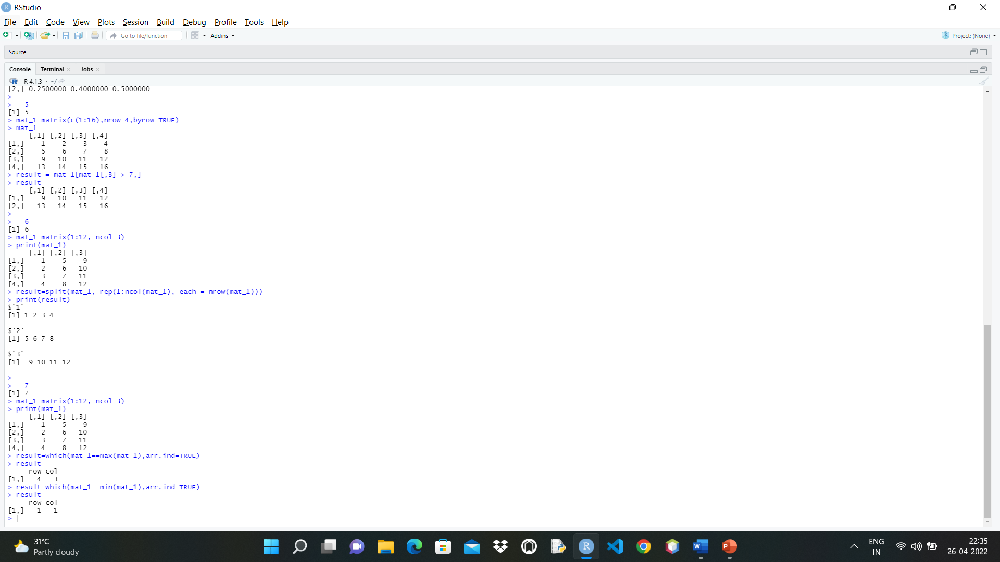 RStudio
File Edit Code View Plots Session Build Debug Profile Tools Help
Go to file/function Addins Project: (None)
Source
Console Terminal Jobs
R 4.1.3 · ~/
[2,] 0.2500000 0.4000000 0.5000000
>
> --5
[1] 5
> mat_1=matrix(c(1:16),nrow=4,byrow=TRUE)
> mat_1
     [,1] [,2] [,3] [,4]
[1,]    1    2    3    4
[2,]    5    6    7    8
[3,]    9   10   11   12
[4,]   13   14   15   16
> result = mat_1[mat_1[,3] > 7,]
> result
     [,1] [,2] [,3] [,4]
[1,]    9   10   11   12
[2,]   13   14   15   16
>
> --6
[1] 6
> mat_1=matrix(1:12, ncol=3)
> print(mat_1)
     [,1] [,2] [,3]
[1,]    1    5    9
[2,]    2    6   10
[3,]    3    7   11
[4,]    4    8   12
> result=split(mat_1, rep(1:ncol(mat_1), each = nrow(mat_1)))
> print(result)
$`1`
[1] 1 2 3 4
$`2`
[1] 5 6 7 8
$`3`
[1]  9 10 11 12
>
> --7
[1] 7
> mat_1=matrix(1:12, ncol=3)
> print(mat_1)
     [,1] [,2] [,3]
[1,]    1    5    9
[2,]    2    6   10
[3,]    3    7   11
[4,]    4    8   12
> result=which(mat_1==max(mat_1),arr.ind=TRUE)
> result
     row col
[1,]   4   3
> result=which(mat_1==min(mat_1),arr.ind=TRUE)
> result
     row col
[1,]   1   1
>
31°C
Partly cloudy
ENG
IN
22:35
26-04-2022